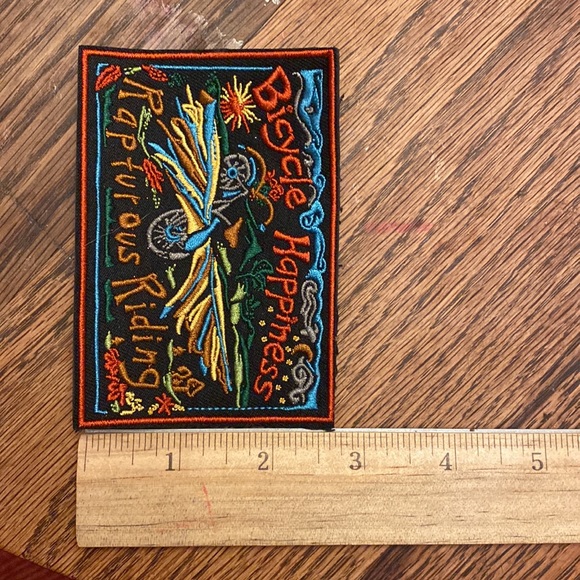 Bicycle Happiness
Rapturous Riding
1 2 3 4 5